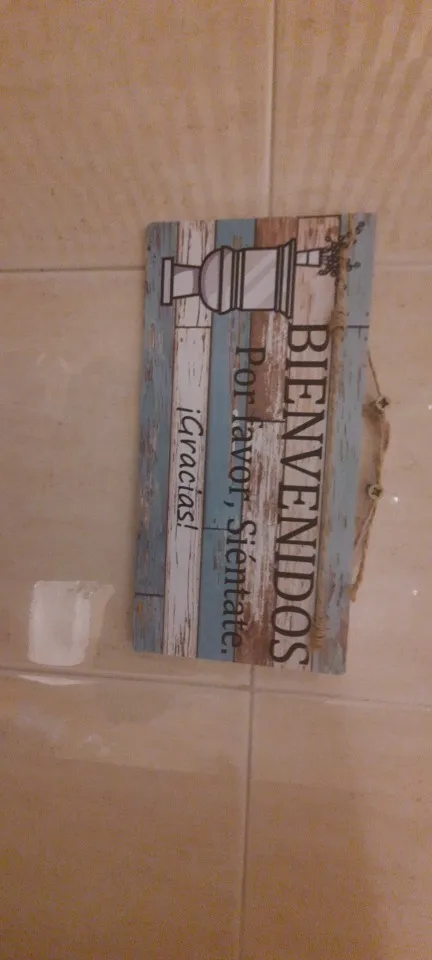 BIENVENIDOS
Por favor, Siéntate.
¡Gracias!